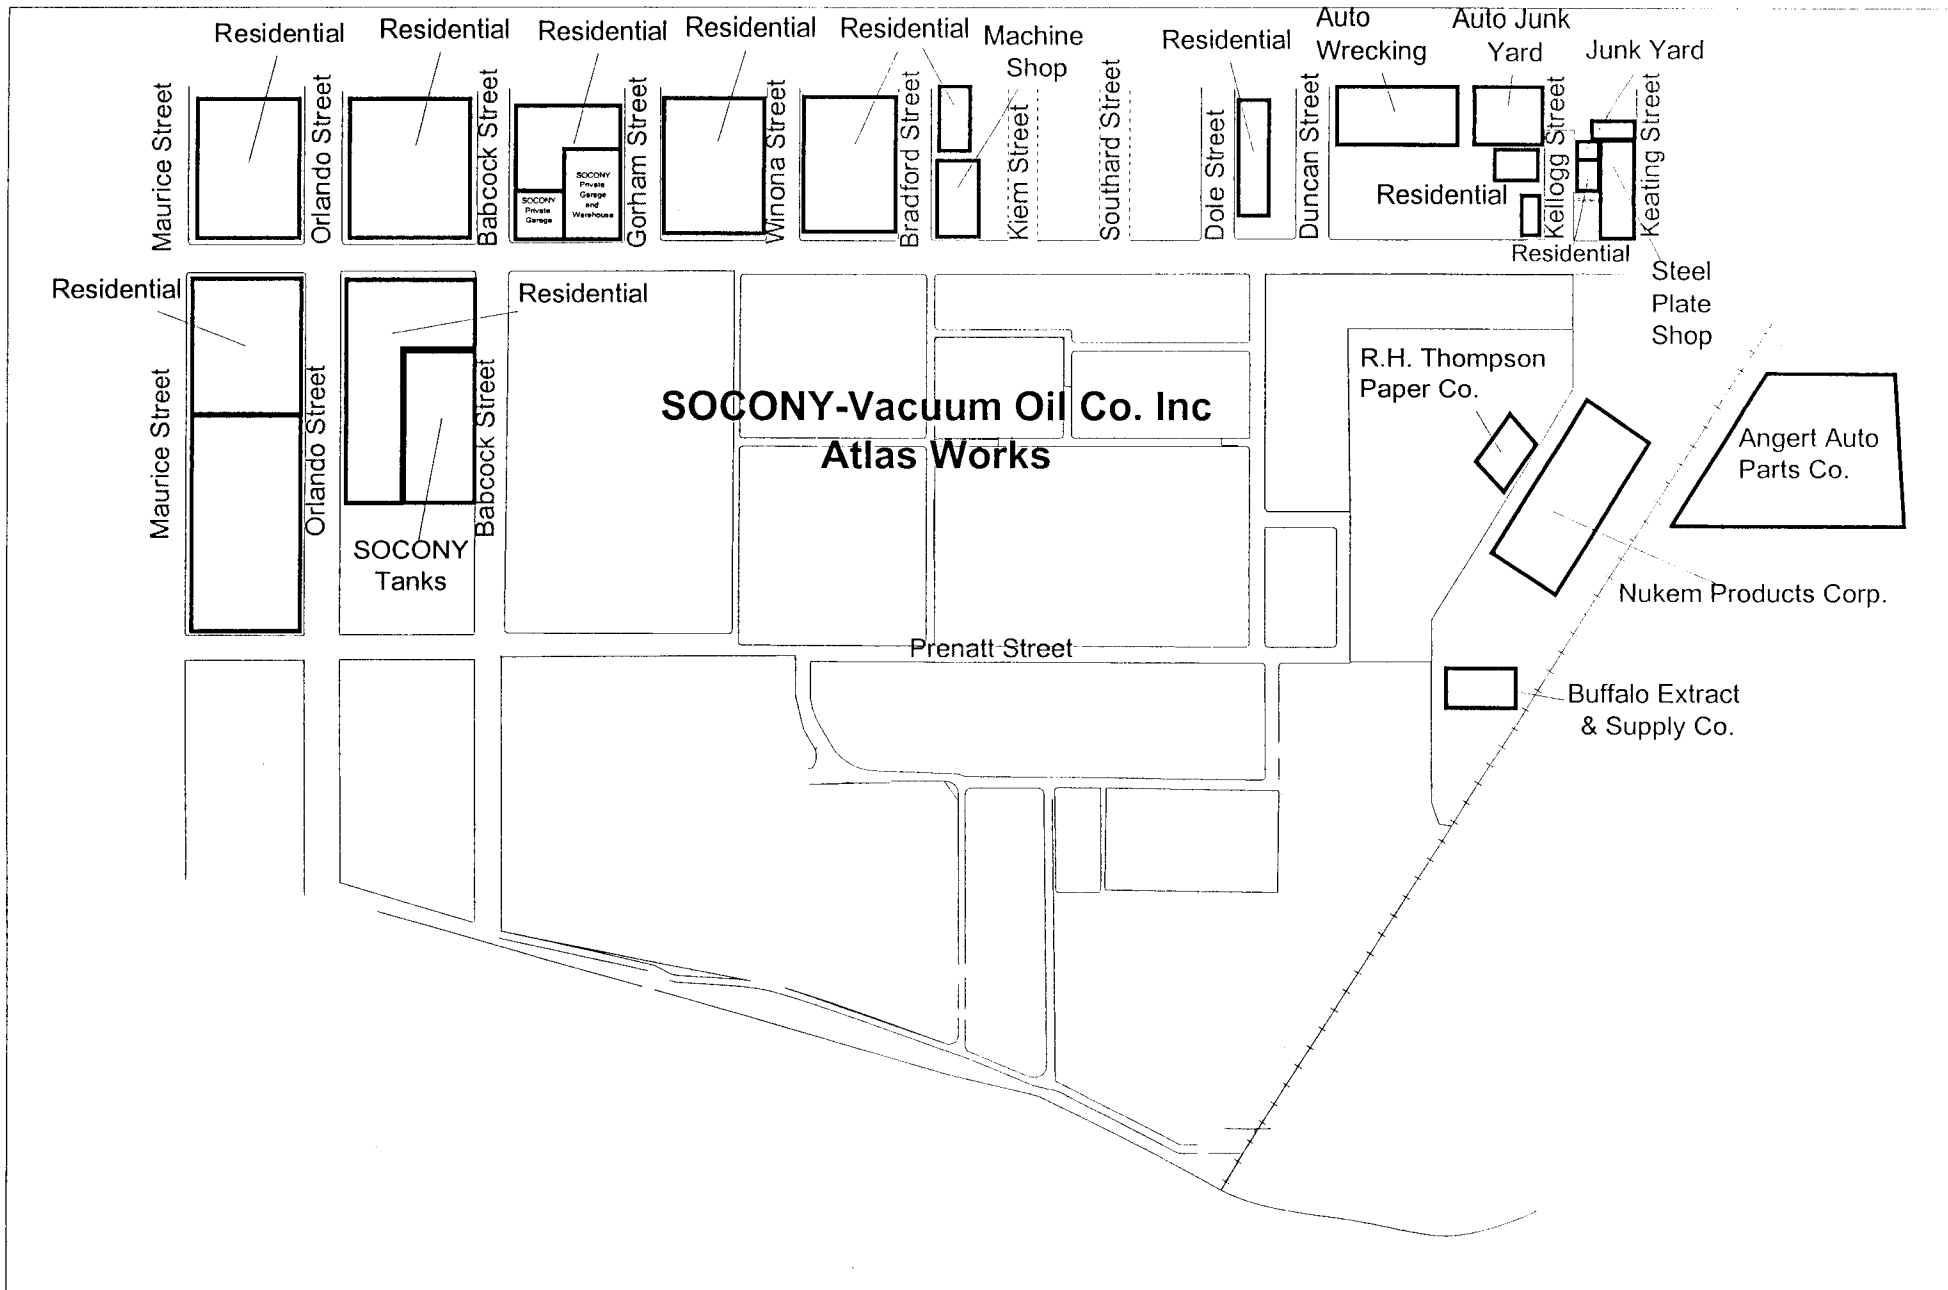 Residential
Residential
Residential
Residential
Residential
Machine
Shop
Residential
Auto
Wrecking
Auto Junk
Yard
Junk Yard
Maurice Street
Orlando Street
Babcock Street
SOCONY
Private
Garage
SOCONY
Private
Garage
and
Warehouse
Gorham Street
Winona Street
Bradford Street
Kiem Street
Southard Street
Dole Street
Duncan Street
Residential
Kellogg Street
Keating Street
Residential
Steel
Plate
Shop
Residential
Residential
Maurice Street
Orlando Street
Babcock Street
SOCONY
Tanks
SOCONY-Vacuum Oil Co. Inc
Atlas Works
R.H. Thompson
Paper Co.
Angert Auto
Parts Co.
Nukem Products Corp.
Prenatt Street
Buffalo Extract
& Supply Co.